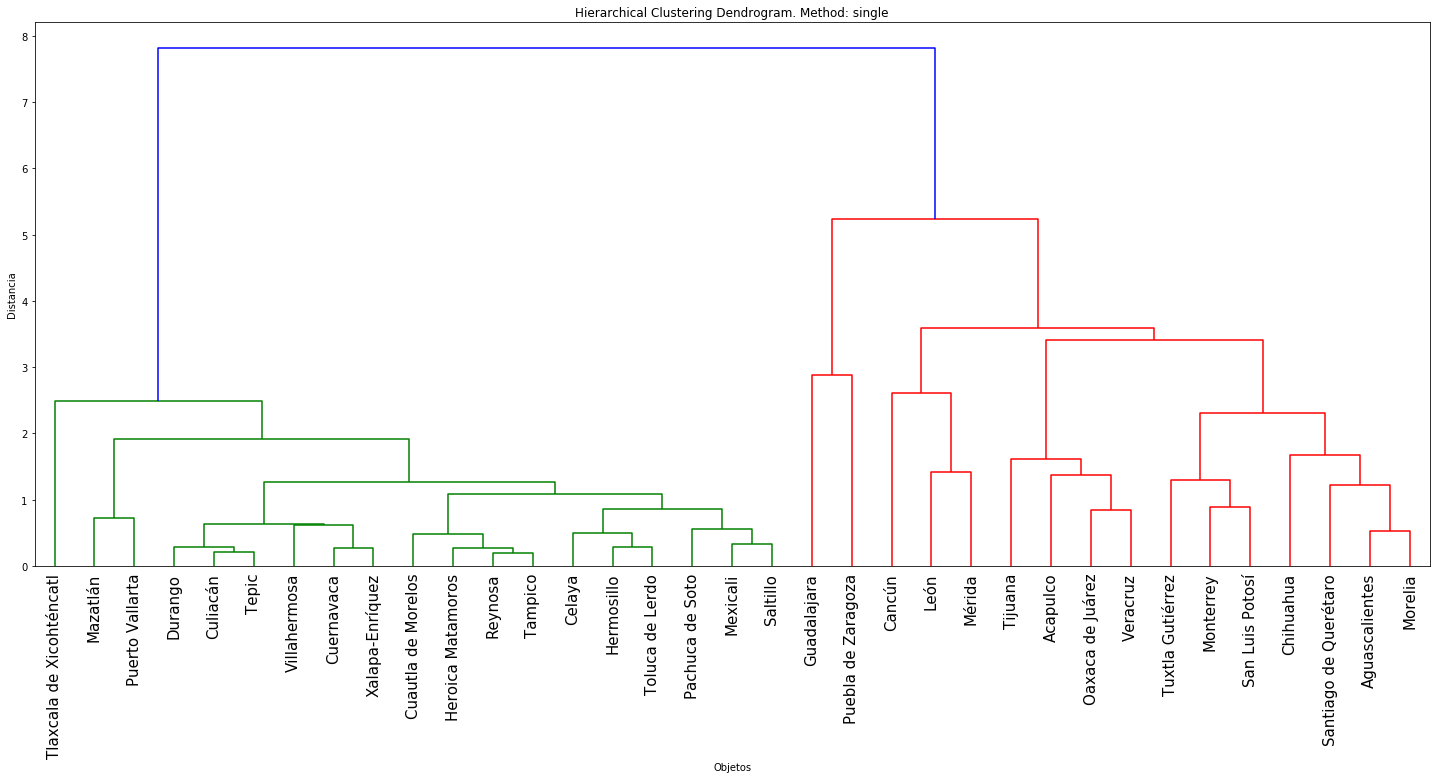 Hierarchical Clustering Dendrogram. Method: single
8
7
6
5
4
3
2
1
0
Distancia
Tlaxcala de Xicohténcatl
Mazatlán
Puerto Vallarta
Durango
Culiacán
Tepic
Villahermosa
Cuernavaca
Xalapa-Enríquez
Cuautla de Morelos
Heroica Matamoros
Reynosa
Tampico
Celaya
Hermosillo
Toluca de Lerdo
Pachuca de Soto
Mexicali
Saltillo
Guadalajara
Puebla de Zaragoza
Cancún
León
Mérida
Tijuana
Acapulco
Oaxaca de Juárez
Veracruz
Tuxtla Gutiérrez
Monterrey
San Luis Potosí
Chihuahua
Santiago de Querétaro
Aguascalientes
Morelia
Objetos